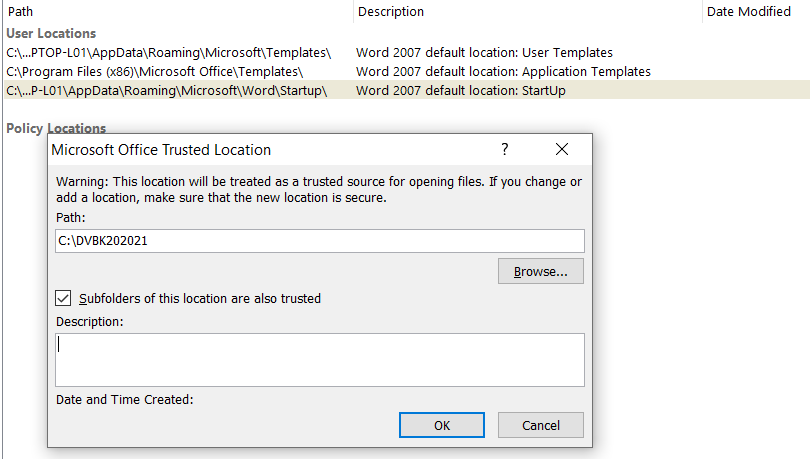 Path Description Date Modified
User Locations
C:\...PTOP-L01\AppData\Roaming\Microsoft\Templates\ Word 2007 default location: User Templates
C:\Program Files (x86)\Microsoft Office\Templates\ Word 2007 default location: Application Templates
C:\...P-L01\AppData\Roaming\Microsoft\Word\Startup\ Word 2007 default location: StartUp
Policy Locations
Microsoft Office Trusted Location ?
Warning: This location will be treated as a trusted source for opening files. If you change or
add a location, make sure that the new location is secure.
Path:
C:\DVBK202021
Browse...
Subfolders of this location are also trusted
Description:
Date and Time Created:
OK Cancel